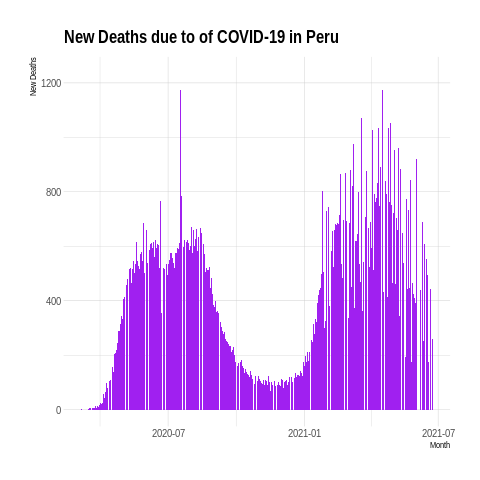 New Deaths due to of COVID-19 in Peru
New Deaths
1200
800
400
0
2020-07
2021-01
2021-07
Month